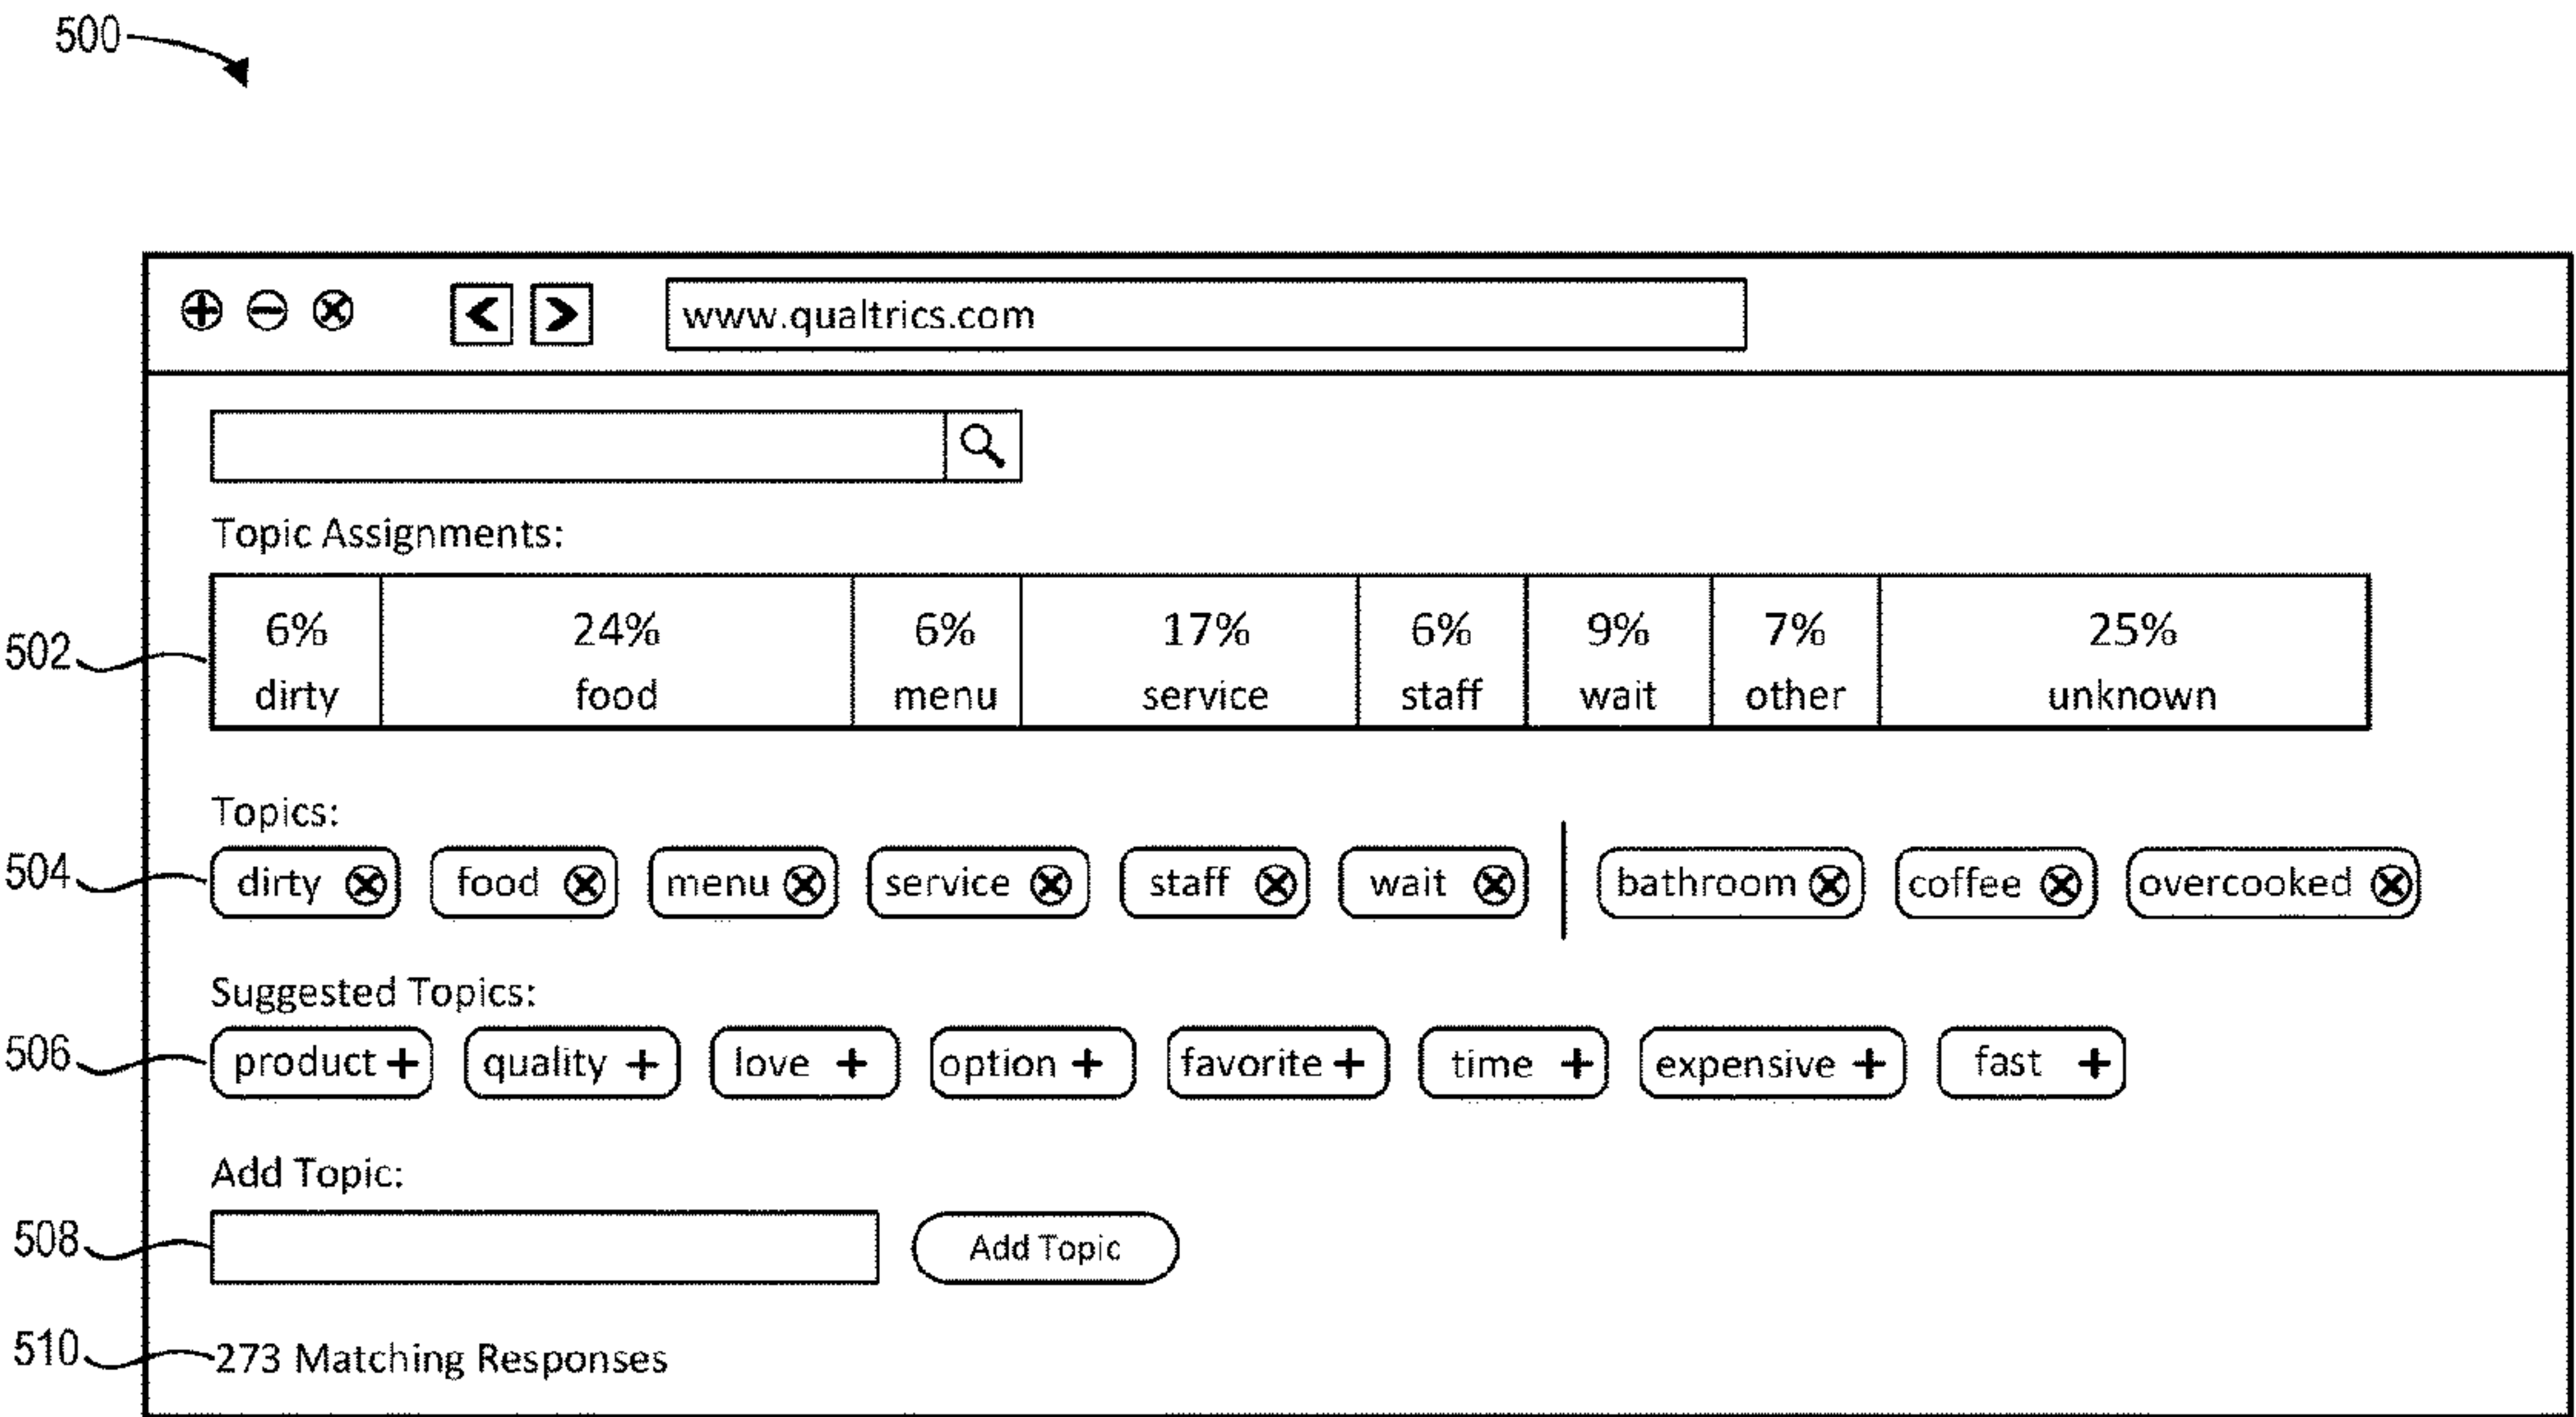 500
www.qualtrics.com
Topic Assignments:
6% 24% 6% 17% 6% 9% 7% 25%
502
dirty food menu service staff wait other unknown
Topics:
504 dirty food menu service staff wait bathroom coffee overcooked
Suggested Topics:
506 product + quality + love + option + favorite + time + expensive + fast +
Add Topic:
508 Add Topic
510 273 Matching Responses